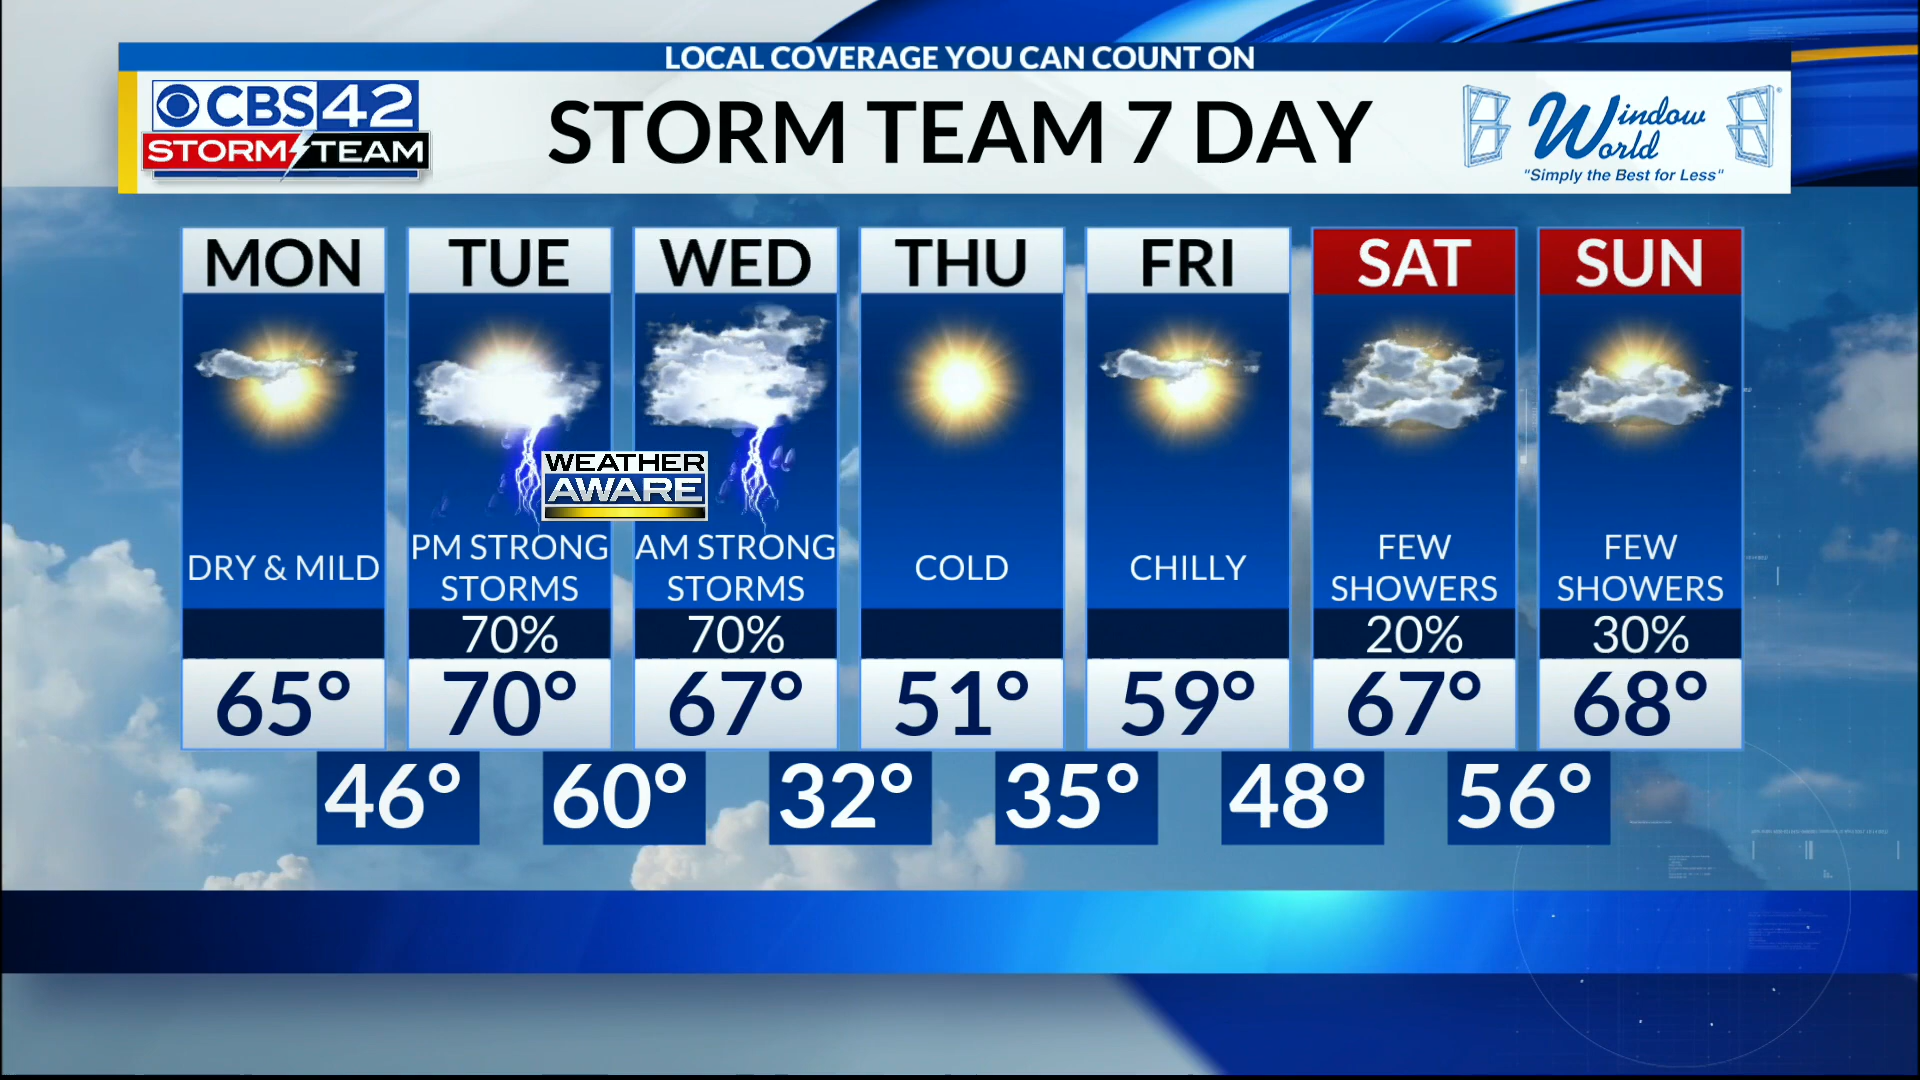 LOCAL COVERAGE YOU CAN COUNT ON
CBS 42
STORM TEAM
STORM TEAM 7 DAY
Window
World
®
"Simply the Best for Less"
MON TUE WED THU FRI SAT SUN
WEATHER
AWARE
DRY & MILD
PM STRONG
STORMS
AM STRONG
STORMS
COLD
CHILLY
FEW
SHOWERS
FEW
SHOWERS
70% 70% 20% 30%
65° 70° 67° 51° 59° 67° 68°
46° 60° 32° 35° 48° 56°